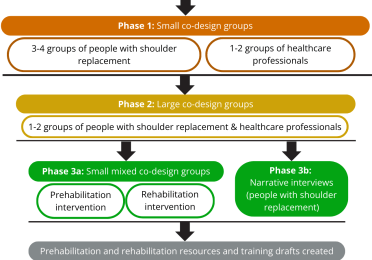 Phase 1: Small co-design groups
3-4 groups of people with shoulder
replacement
1-2 groups of healthcare
professionals
Phase 2: Large co-design groups
1-2 groups of people with shoulder replacement & healthcare professionals
Phase 3a: Small mixed co-design groups
Prehabilitation
intervention
Rehabilitation
intervention
Phase 3b:
Narrative interviews
(people with shoulder
replacement)
Prehabilitation and rehabilitation resources and training drafts created